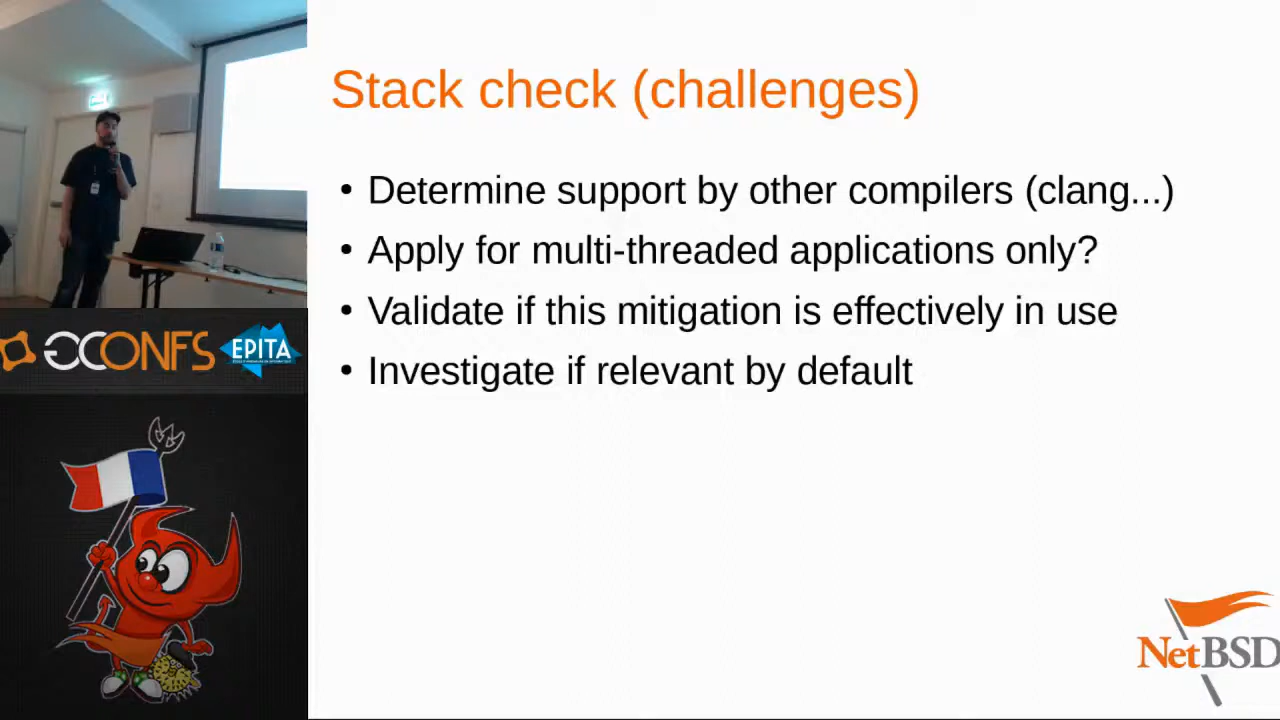 Stack check (challenges)
• Determine support by other compilers (clang...)
• Apply for multi-threaded applications only?
• Validate if this mitigation is effectively in use
• Investigate if relevant by default
GCONFS
EPITA
NetBSD